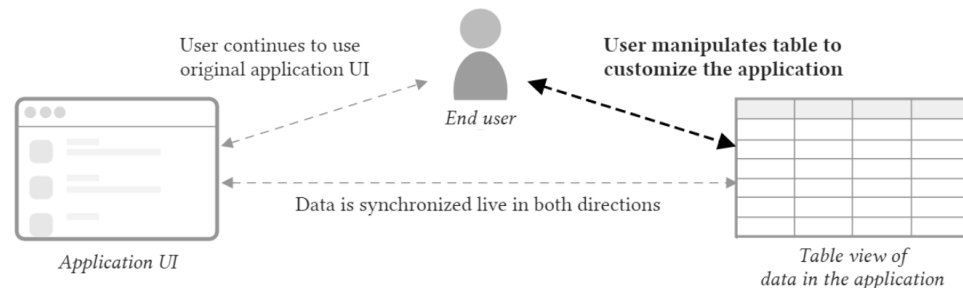 User continues to use
original application UI
User manipulates table to
customize the application
End user
Data is synchronized live in both directions
Application UI
Table view of
data in the application